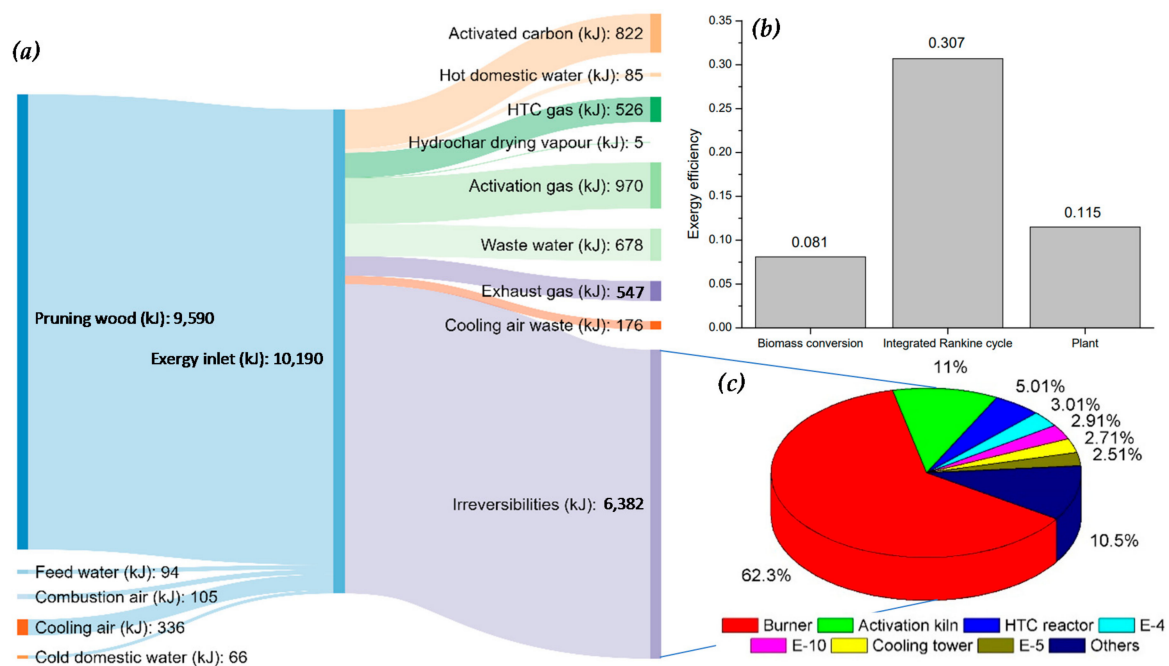 (a)
Pruning wood (kJ): 9,590
Exergy inlet (kJ): 10,190
Feed water (kJ): 94
Combustion air (kJ): 105
Cooling air (kJ): 336
Cold domestic water (kJ): 66
Activated carbon (kJ): 822
Hot domestic water (kJ): 85
HTC gas (kJ): 526
Hydrochar drying vapour (kJ): 5
Activation gas (kJ): 970
Waste water (kJ): 678
Exhaust gas (kJ): 547
Cooling air waste (kJ): 176
Irreversibilities (kJ): 6,382
(b)
Exergy efficiency
0.35
0.30
0.25
0.20
0.15
0.10
0.05
0.00
0.081
0.307
0.115
Biomass conversion
Integrated Rankine cycle
Plant
(c)
11%
5.01%
3.01%
2.91%
2.71%
2.51%
10.5%
62.3%
Burner
Activation kiln
HTC reactor
E-4
E-10
Cooling tower
E-5
Others